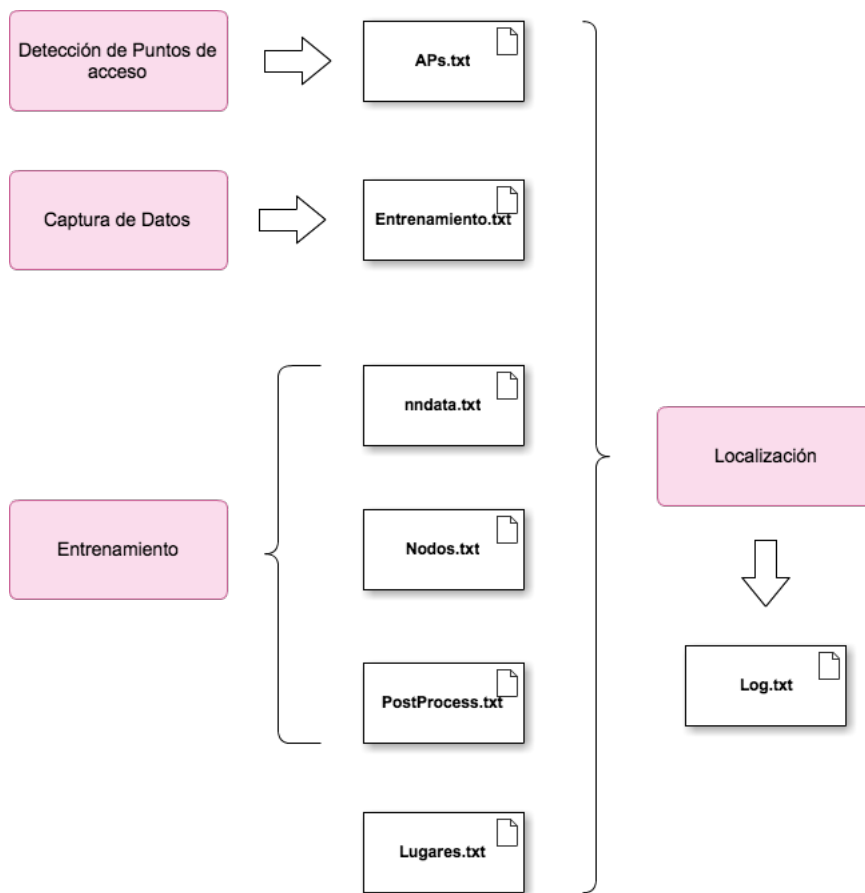 Detección de Puntos de
acceso
APs.txt
Captura de Datos
Entrenamiento.txt
nndata.txt
Localización
Entrenamiento
Nodos.txt
PostProcess.txt
Log.txt
Lugares.txt